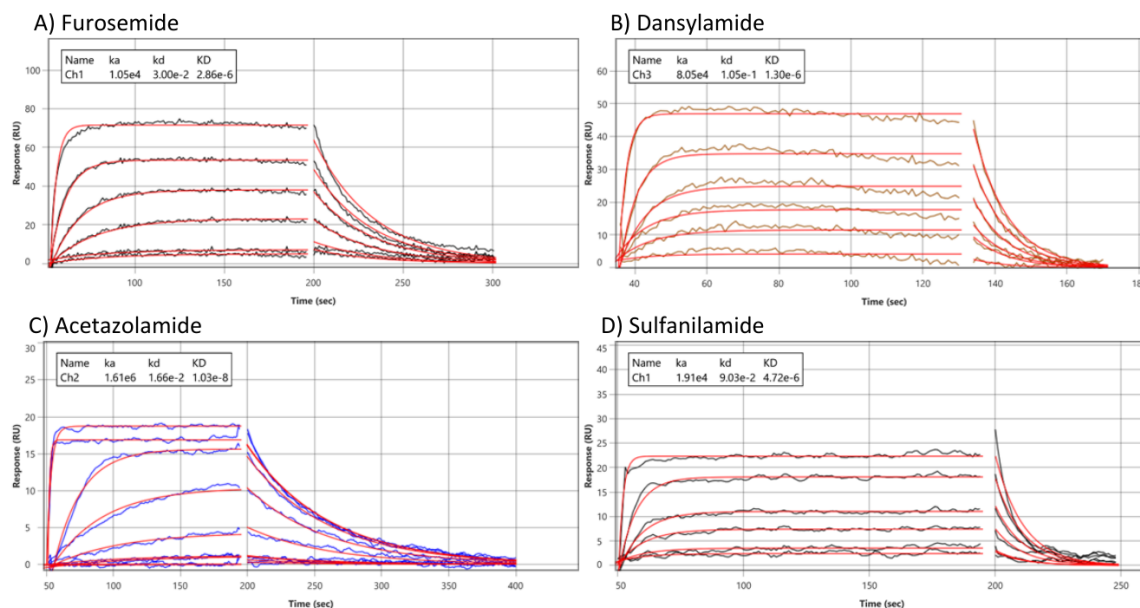 A) Furosemide
Name ka kd KD
Ch1 1.05e4 3.00e-2 2.86e-6
Response (RU)
100
80
60
40
20
0
100 150 200 250 300
Time (sec)
B) Dansylamide
Name ka kd KD
Ch3 8.05e4 1.05e-1 1.30e-6
Response (RU)
60
50
40
30
20
10
0
40 60 80 100 120 140 160 180
Time (sec)
C) Acetazolamide
Name ka kd KD
Ch2 1.61e6 1.66e-2 1.03e-8
Response (RU)
30
25
20
15
10
5
0
50 100 150 200 250 300 350 400
Time (sec)
D) Sulfanilamide
Name ka kd KD
Ch1 1.91e4 9.03e-2 4.72e-6
Response (RU)
45
40
35
30
25
20
15
10
5
0
50 100 150 200 250
Time (sec)